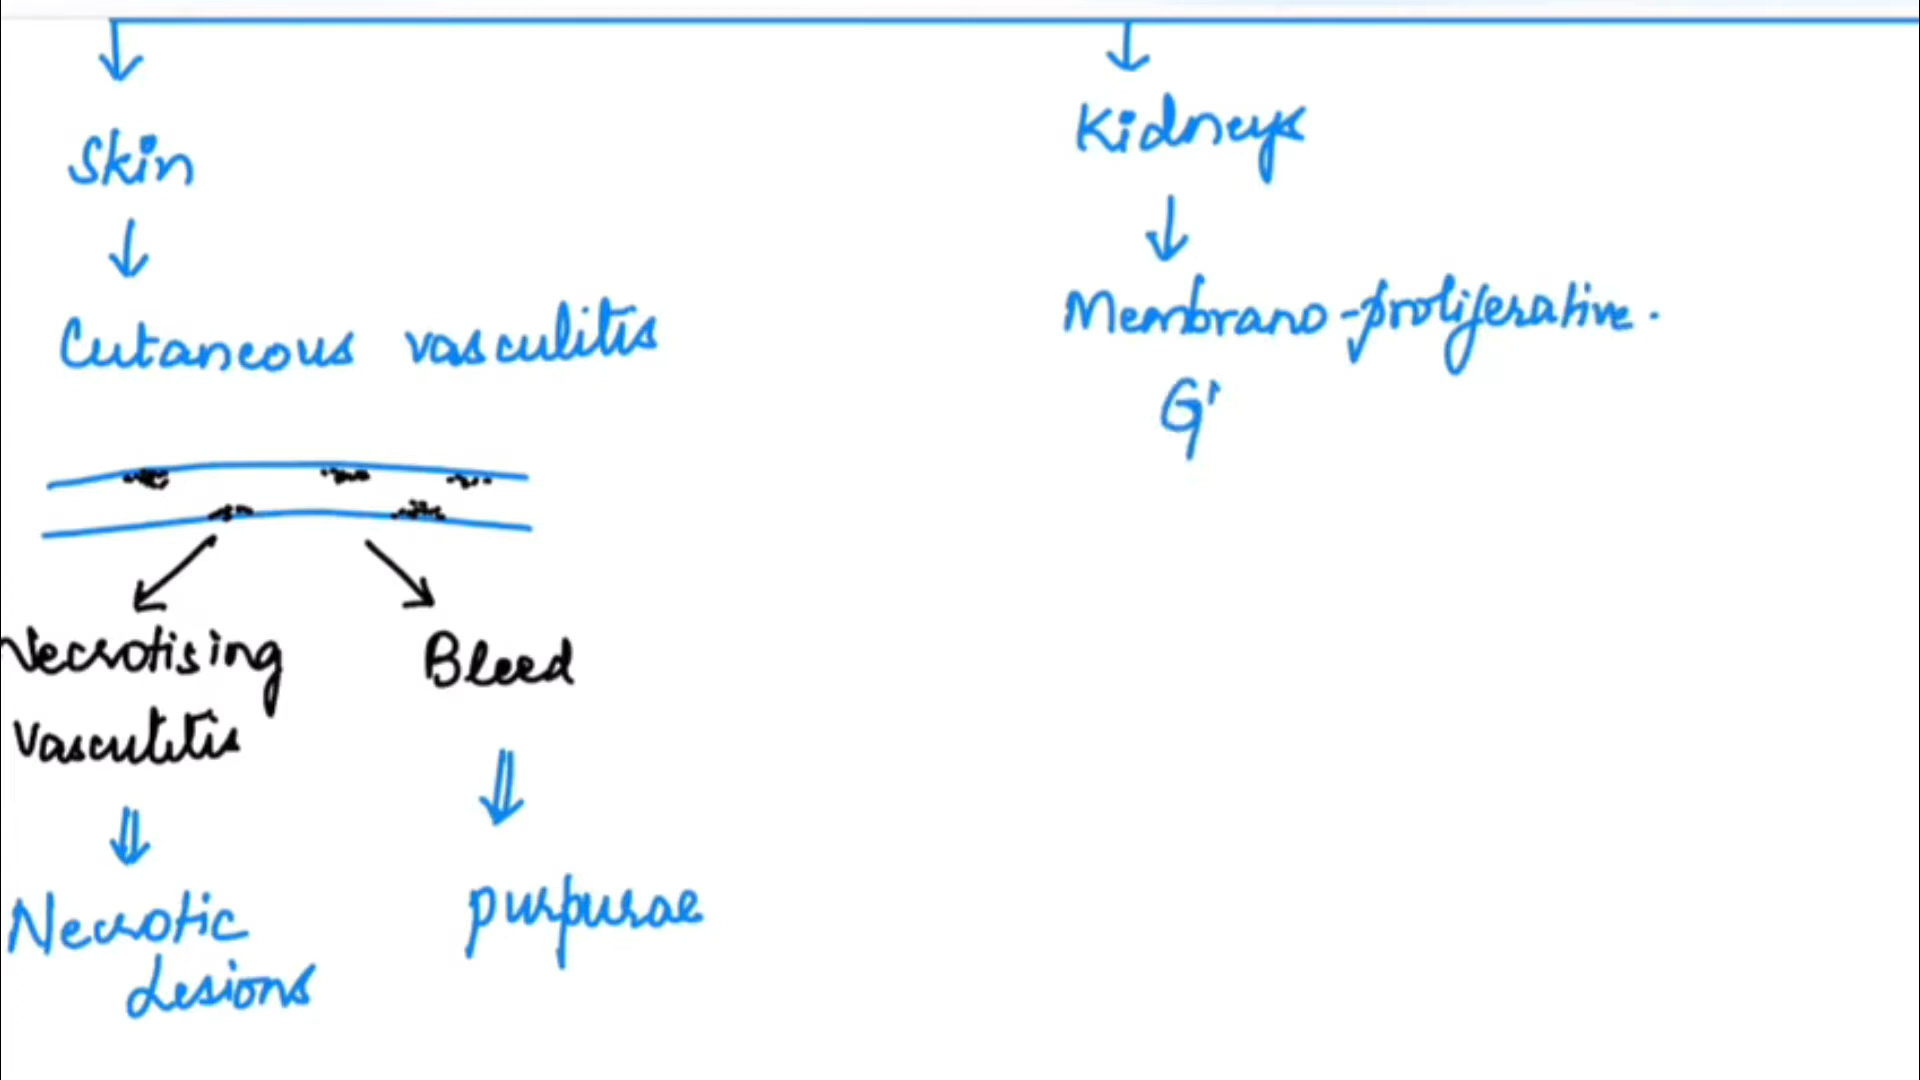 Skin
Cutaneous vasculitis
Necrotising
Vasculitis
Necrotic
Lesions
Bleed
purpurae
Kidneys
Membrano-proliferative.
G'